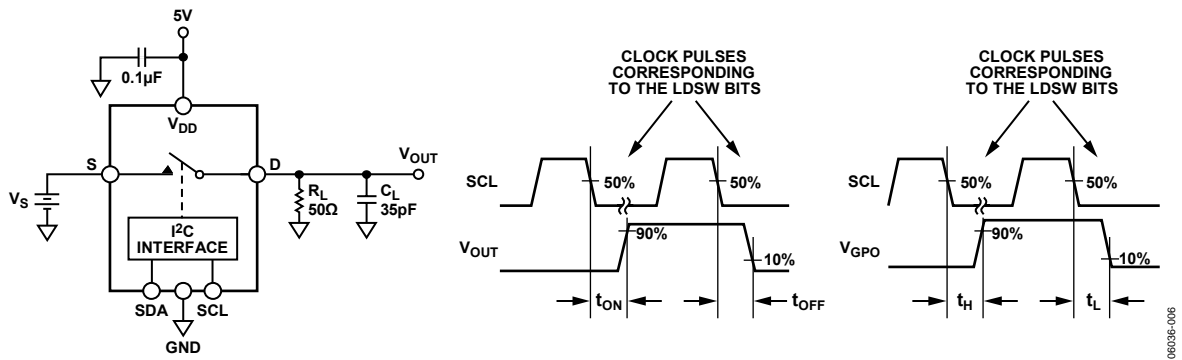 5V
0.1µF
VDD
S
D
VOUT
VS
RL
50Ω
CL
35pF
I2C
INTERFACE
SDA
SCL
GND
CLOCK PULSES
CORRESPONDING
TO THE LDSW BITS
SCL
50%
50%
VOUT
90%
10%
tON
tOFF
CLOCK PULSES
CORRESPONDING
TO THE LDSW BITS
SCL
50%
50%
VGPO
90%
10%
tH
tL
06036-006